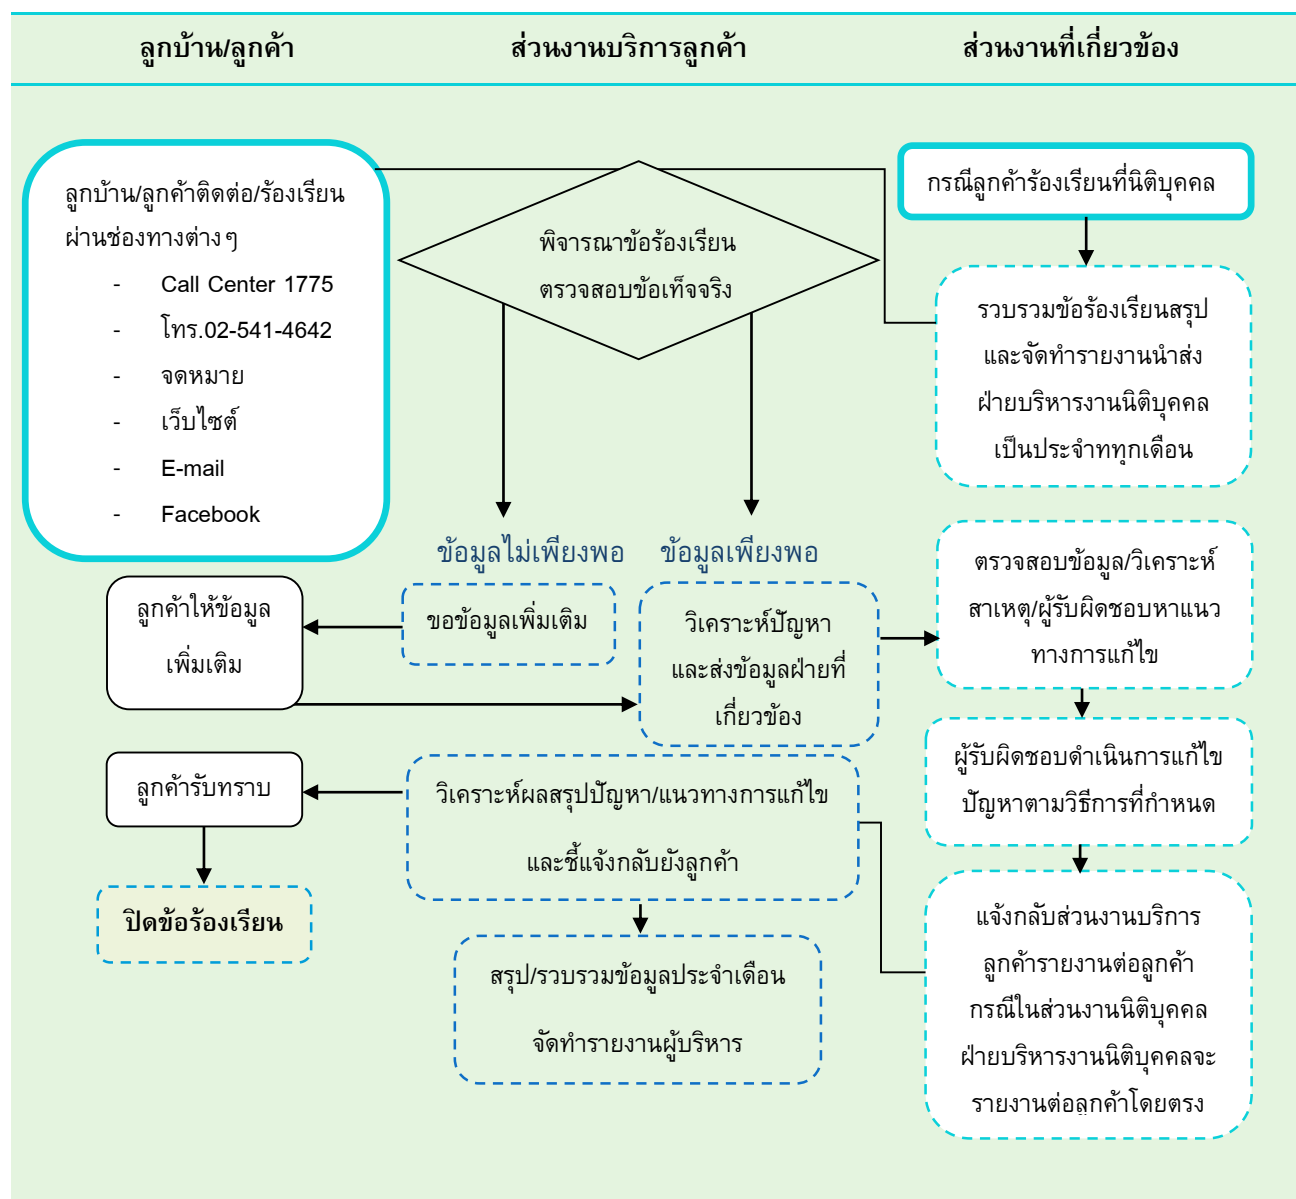 ลูกบ้าน/ลูกค้า
ส่วนงานบริการลูกค้า
ส่วนงานที่เกี่ยวข้อง
ลูกบ้าน/ลูกค้าติดต่อ/ร้องเรียน
ผ่านช่องทางต่างๆ
- Call Center 1775
- โทร.02-541-4642
- จดหมาย
- เว็บไซต์
- E-mail
- Facebook
พิจารณาข้อร้องเรียน
ตรวจสอบข้อเท็จจริง
กรณีลูกค้าร้องเรียนที่นิติบุคคล
รวบรวมข้อร้องเรียนสรุป
และจัดทำรายงานนำส่ง
ฝ่ายบริหารงานนิติบุคคล
เป็นประจำททุกเดือน
ข้อมูลไม่เพียงพอ
ข้อมูลเพียงพอ
ลูกค้าให้ข้อมูล
เพิ่มเติม
ขอข้อมูลเพิ่มเติม
วิเคราะห์ปัญหา
และส่งข้อมูลฝ่ายที่
เกี่ยวข้อง
ตรวจสอบข้อมูล/วิเคราะห์
สาเหตุ/ผู้รับผิดชอบหาแนว
ทางการแก้ไข
ลูกค้ารับทราบ
วิเคราะห์ผลสรุปปัญหา/แนวทางการแก้ไข
และชี้แจ้งกลับยังลูกค้า
ผู้รับผิดชอบดำเนินการแก้ไข
ปัญหาตามวิธีการที่กำหนด
ปิดข้อร้องเรียน
สรุป/รวบรวมข้อมูลประจำเดือน
จัดทำรายงานผู้บริหาร
แจ้งกลับส่วนงานบริการ
ลูกค้ารายงานต่อลูกค้า
กรณีในส่วนงานนิติบุคคล
ฝ่ายบริหารงานนิติบุคคลจะ
รายงานต่อลูกค้าโดยตรง